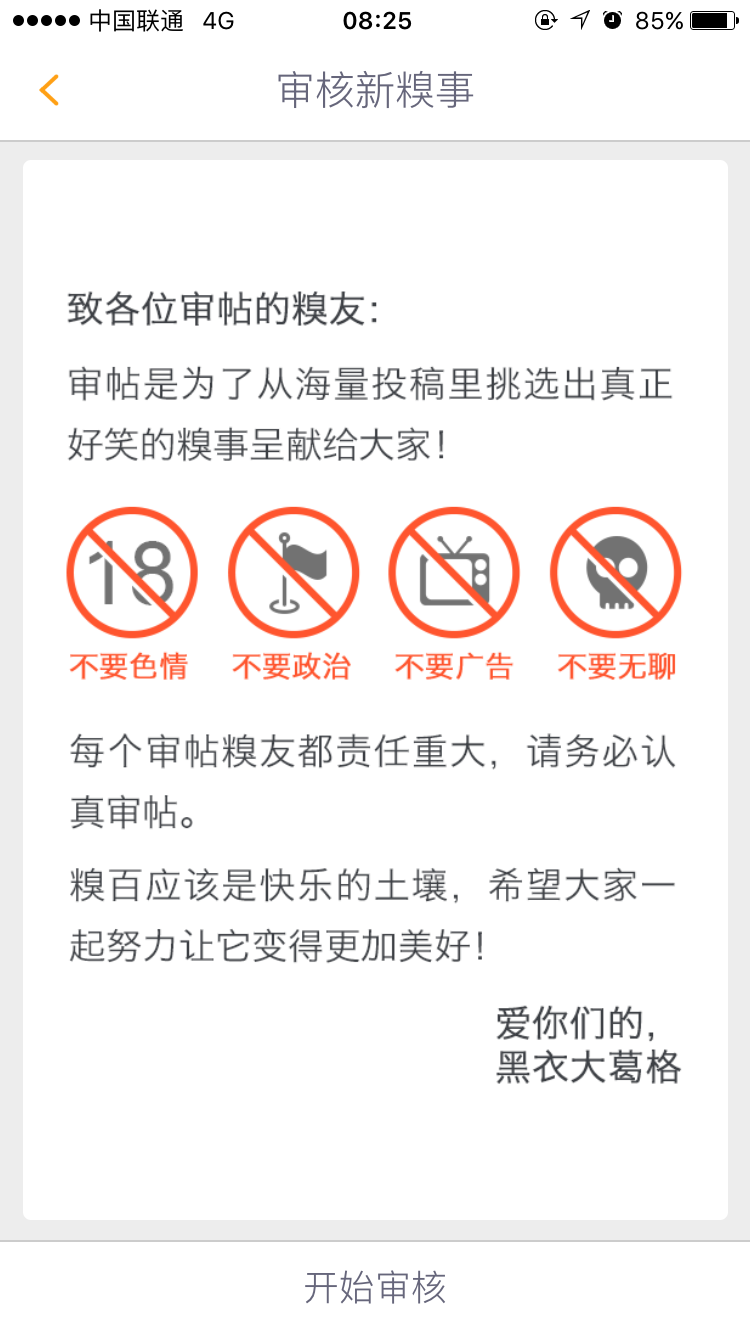 中国联通 4G 08:25 85%
审核新糗事
致各位审帖的糗友：
审帖是为了从海量投稿里挑选出真正
好笑的糗事呈献给大家！
18
不要色情 不要政治 不要广告 不要无聊
每个审帖糗友都责任重大，请务必认
真审帖。
糗百应该是快乐的土壤，希望大家一
起努力让它变得更加美好！
爱你们的，
黑衣大葛格
开始审核